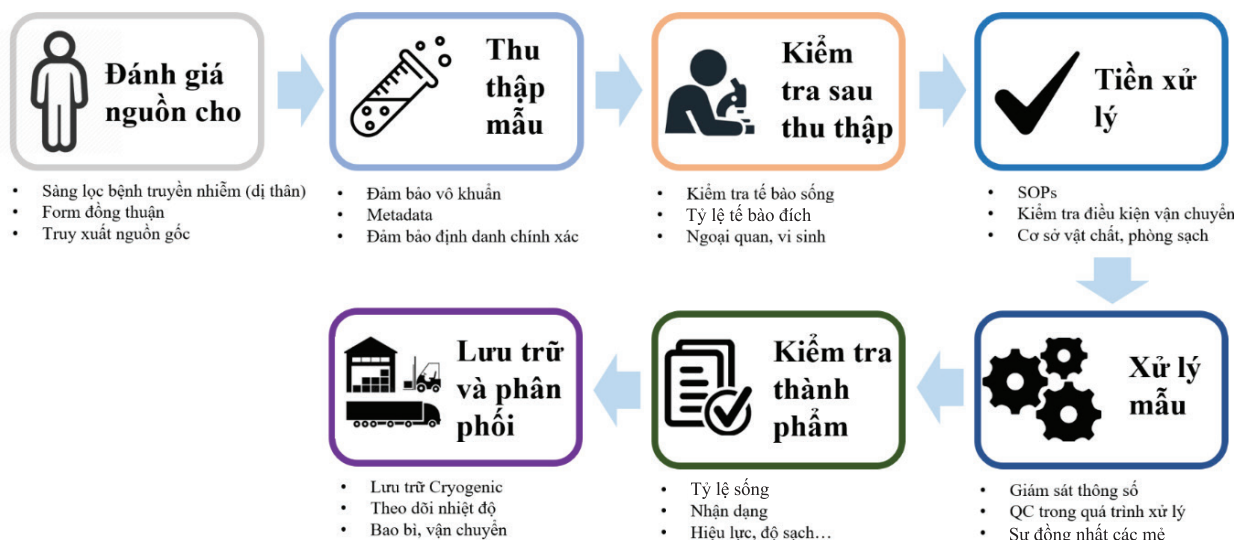 Đánh giá
nguồn cho
• Sàng lọc bệnh truyền nhiễm (dị thân)
• Form đồng thuận
• Truy xuất nguồn gốc
Thu
thập
mẫu
• Đảm bảo vô khuẩn
• Metadata
• Đảm bảo định danh chính xác
Kiểm
tra sau
thu thập
• Kiểm tra tế bào sống
• Tỷ lệ tế bào đích
• Ngoại quan, vi sinh
Tiền xử
lý
• SOPs
• Kiểm tra điều kiện vận chuyển
• Cơ sở vật chất, phòng sạch
Xử lý
mẫu
• Giám sát thông số
• QC trong quá trình xử lý
• Sự đồng nhất các mẻ
Kiểm tra
thành
phẩm
• Tỷ lệ sống
• Nhận dạng
• Hiệu lực, độ sạch…
Lưu trữ
và phân
phối
• Lưu trữ Cryogenic
• Theo dõi nhiệt độ
• Bao bì, vận chuyển